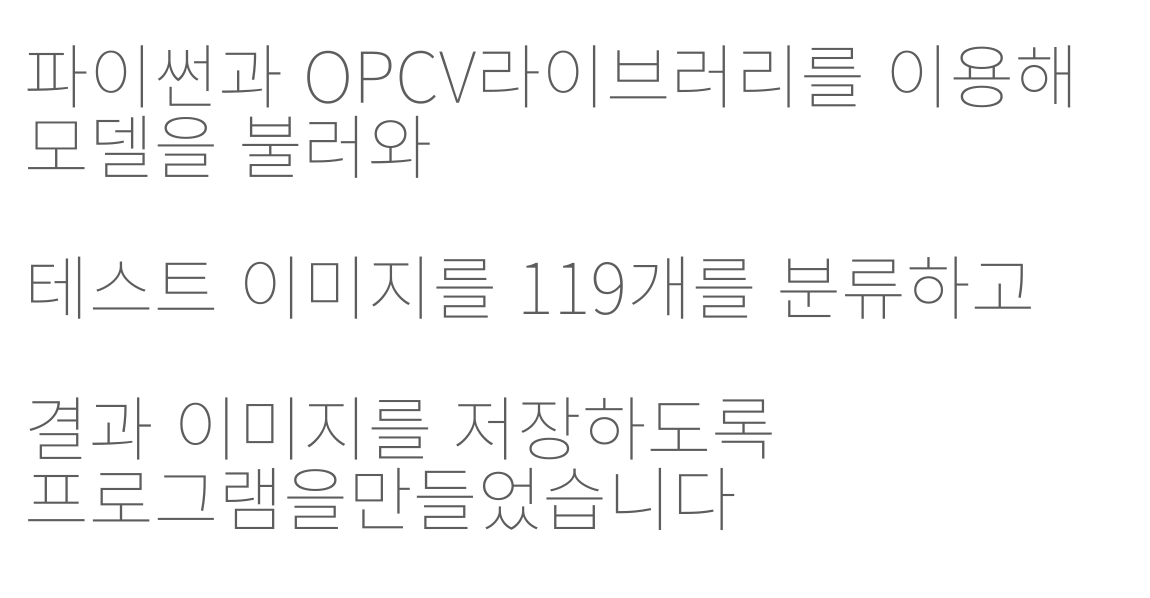 파이썬과 OPCV라이브러리를 이용해
모델을 불러와
테스트 이미지를 119개를 분류하고
결과 이미지를 저장하도록
프로그램을만들었습니다